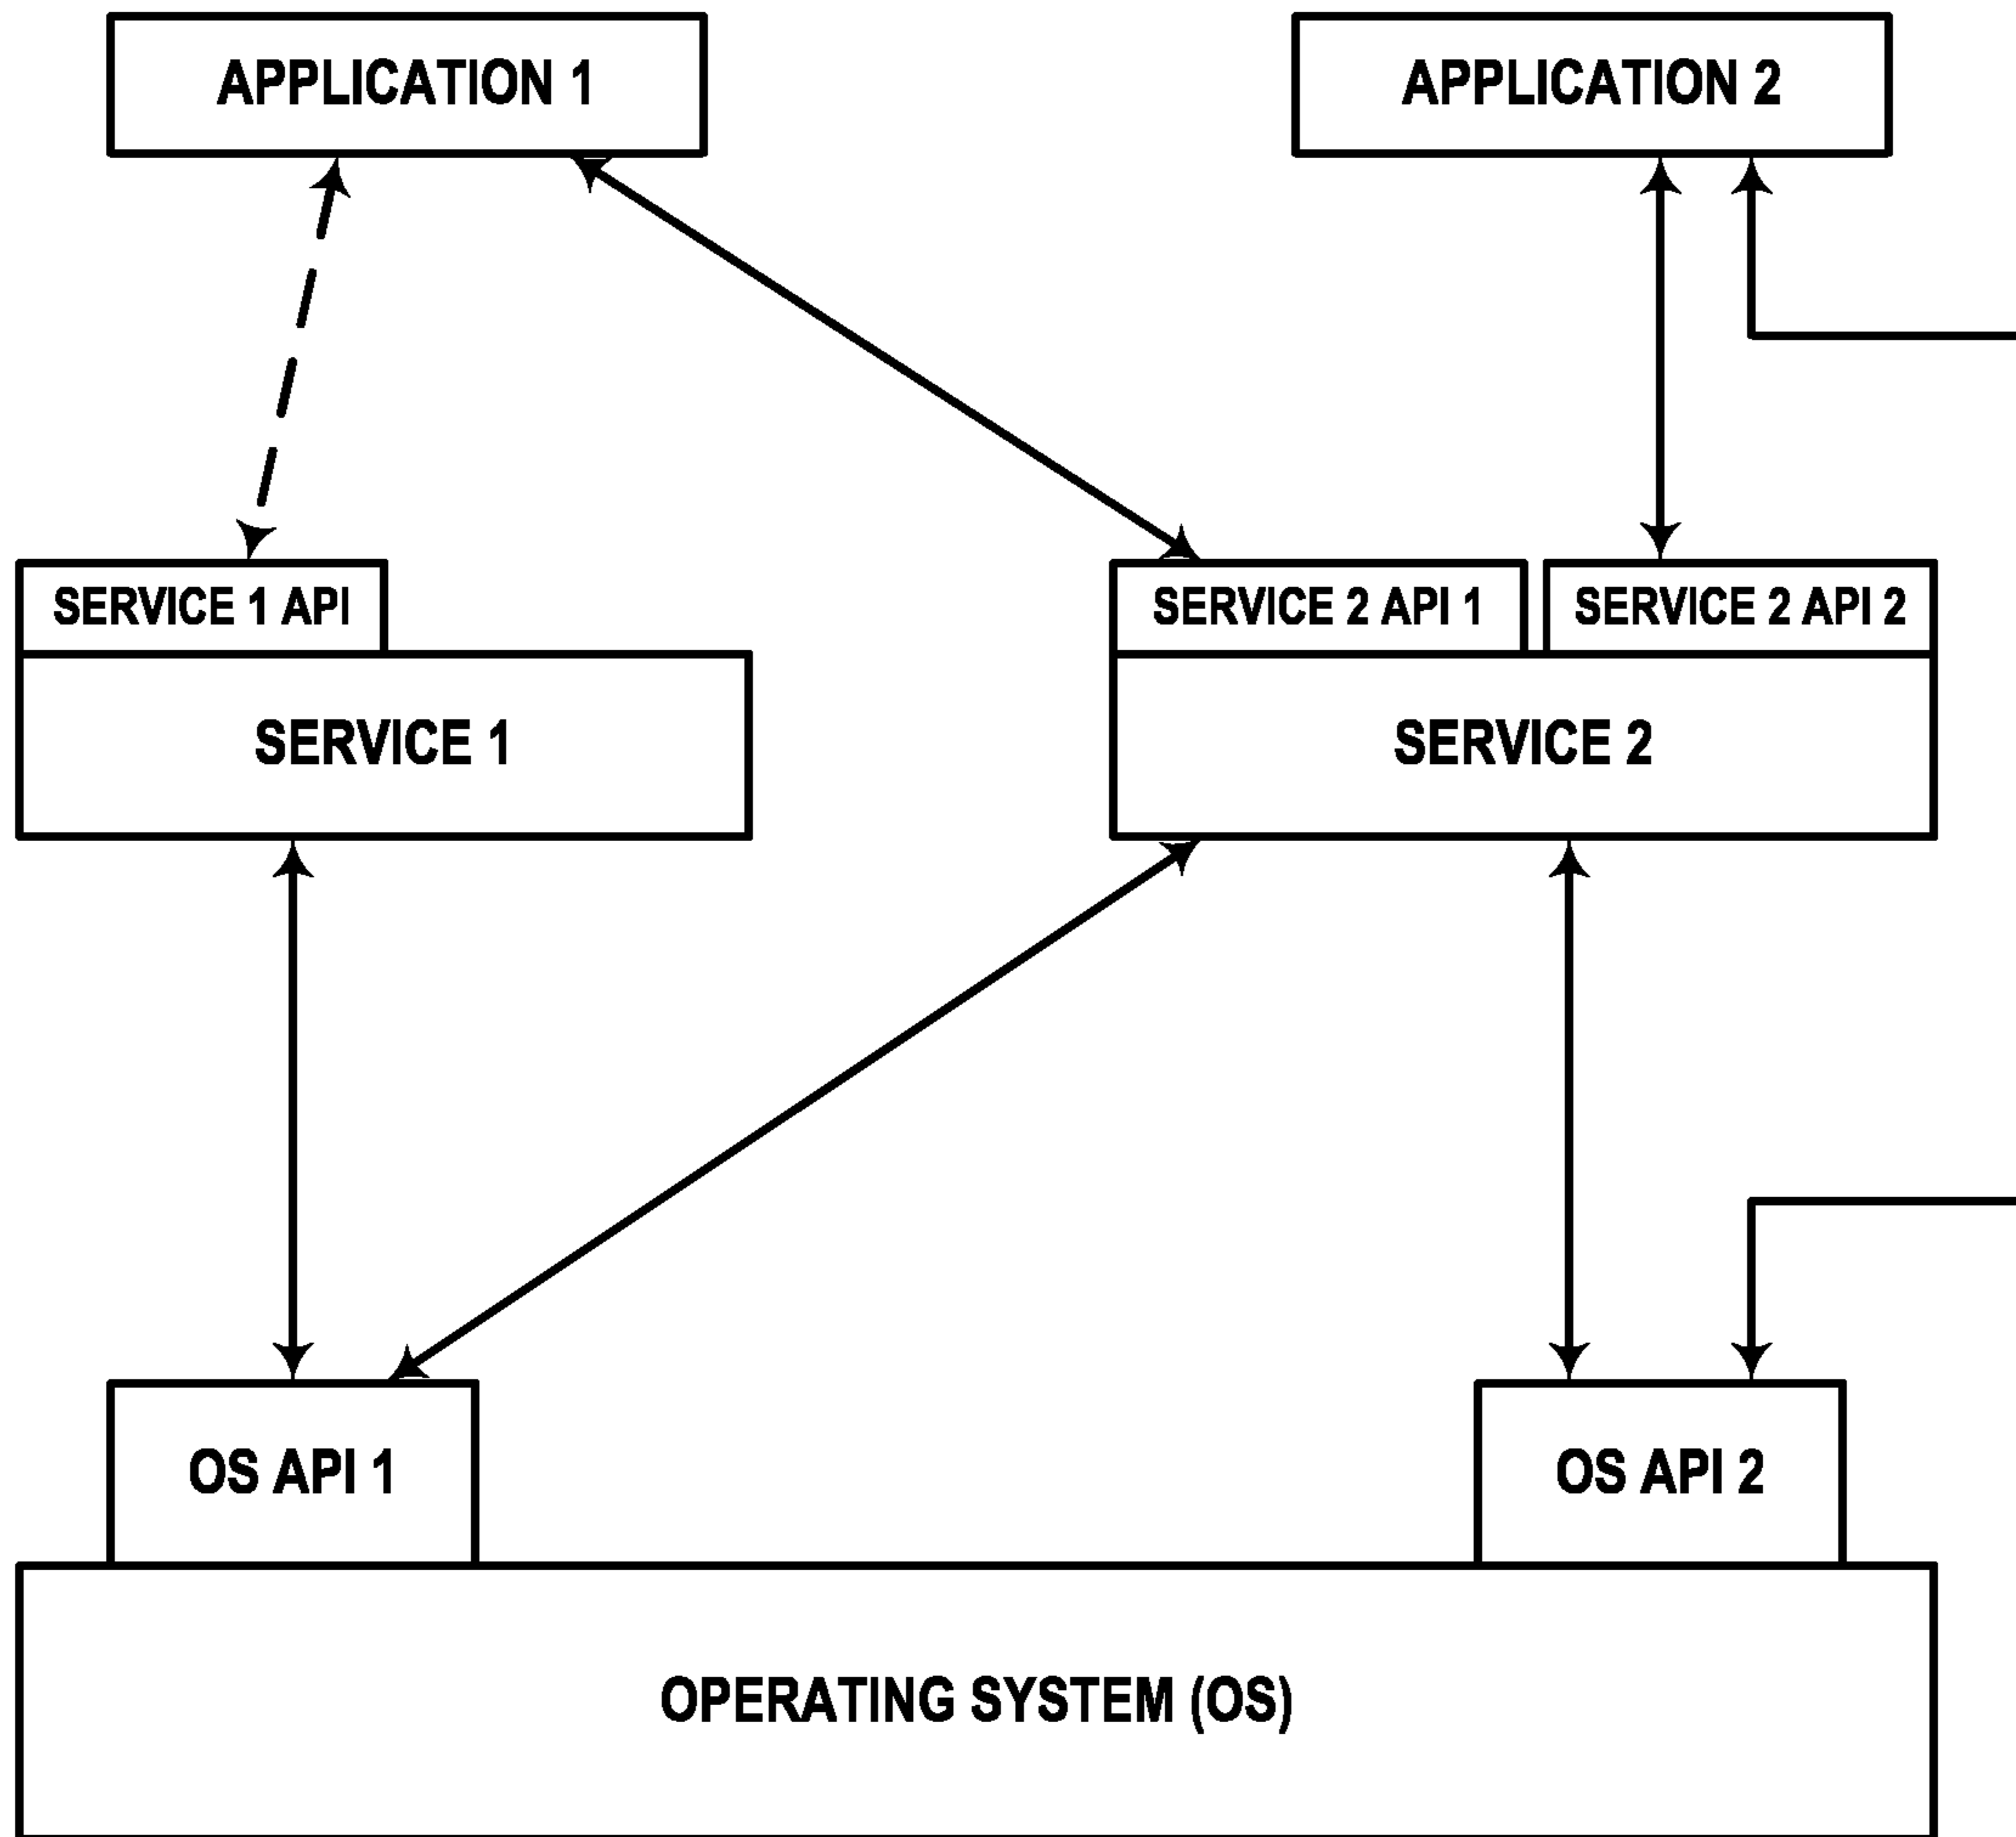 APPLICATION 1
APPLICATION 2
SERVICE 1 API
SERVICE 2 API 1
SERVICE 2 API 2
SERVICE 1
SERVICE 2
OS API 1
OS API 2
OPERATING SYSTEM (OS)